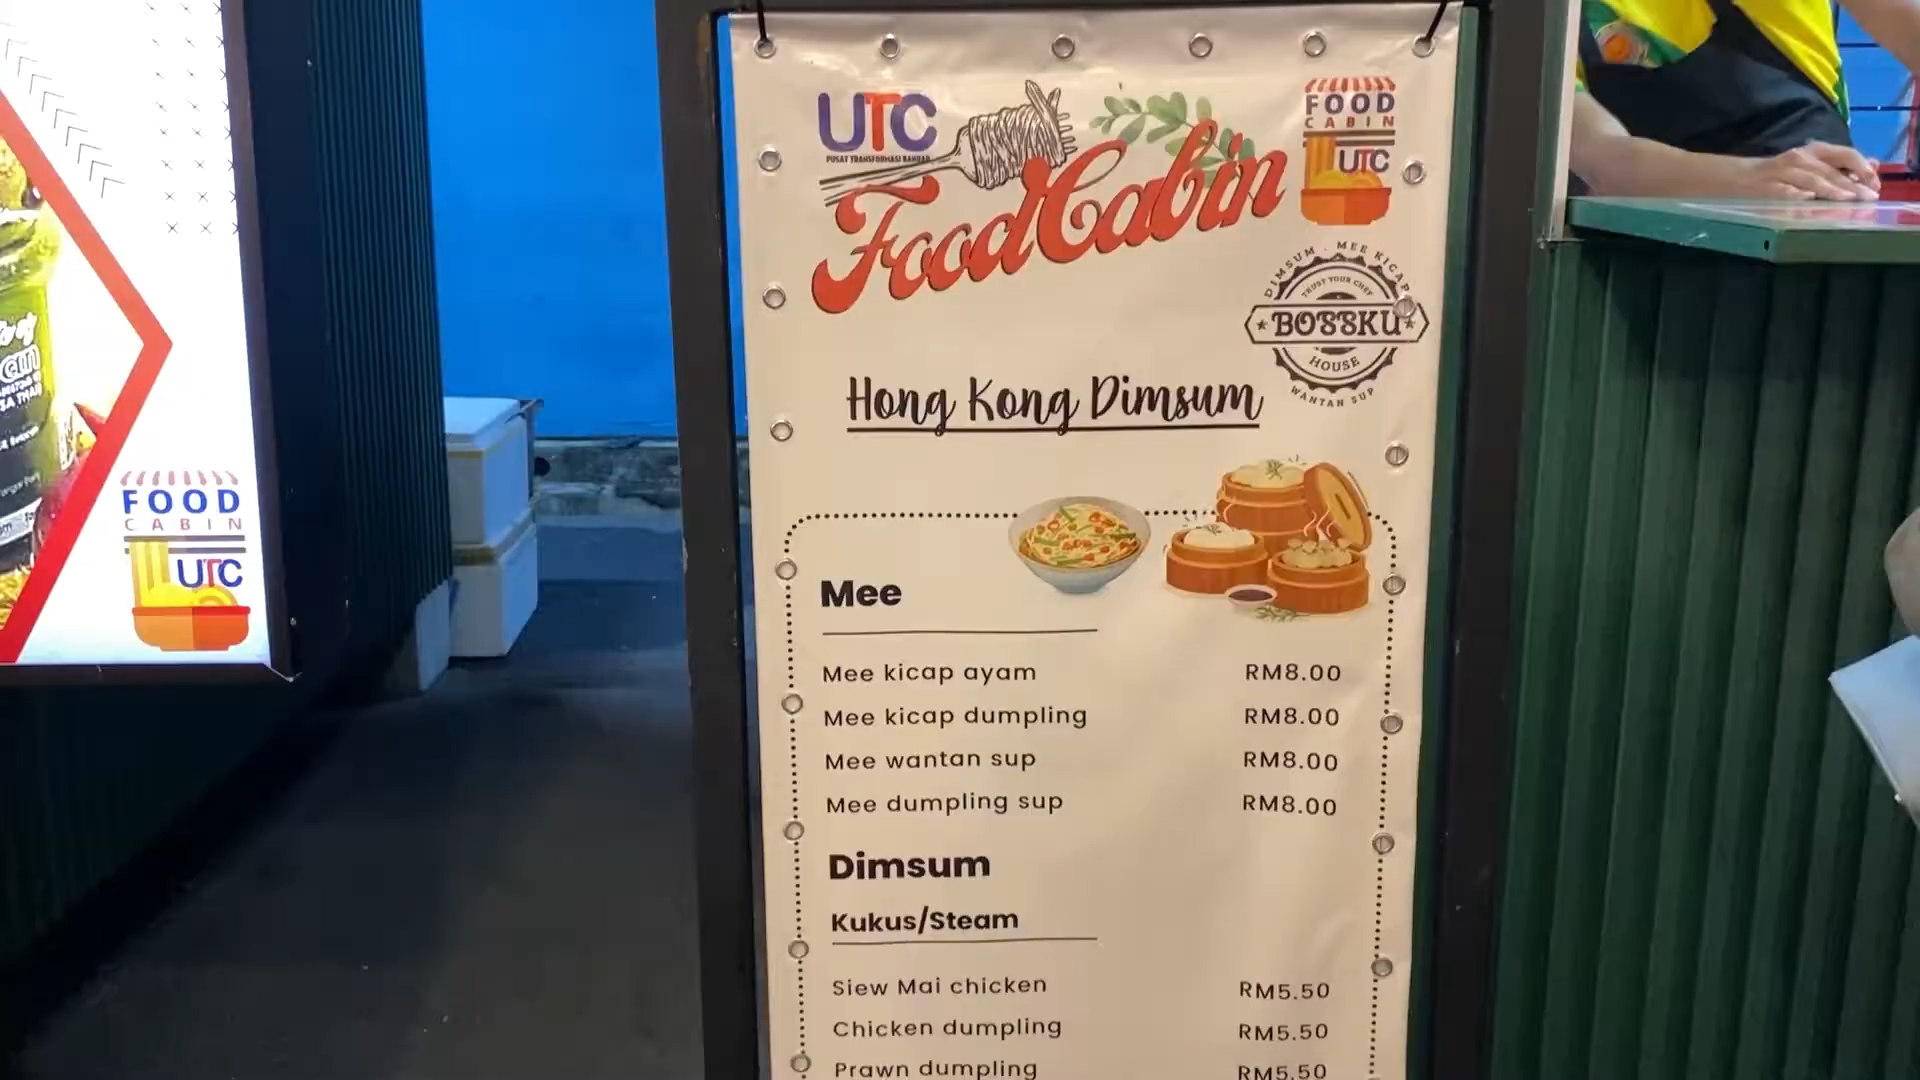 UTC
PUSAT TRANSFORMASI BANDAR
FoodCabin
FOOD
CABIN
UTC
DIMSUM . MEE KICAP
TRUST YOUR CHEF
BOSSKU
HOUSE
WANTAN SUP
Hong Kong Dimsum
Mee
Mee kicap ayam RM8.00
Mee kicap dumpling RM8.00
Mee wantan sup RM8.00
Mee dumpling sup RM8.00
Dimsum
Kukus/Steam
Siew Mai chicken RM5.50
Chicken dumpling RM5.50
Prawn dumpling RM5.50
FOOD
CABIN
UTC